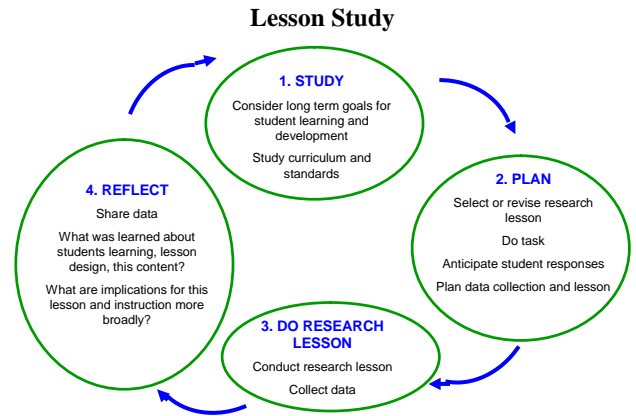 Lesson Study
1. STUDY
Consider long term goals for
student learning and
development
Study curriculum and
standards
2. PLAN
Select or revise research
lesson
Do task
Anticipate student responses
Plan data collection and lesson
3. DO RESEARCH
LESSON
Conduct research lesson
Collect data
4. REFLECT
Share data
What was learned about
students learning, lesson
design, this content?
What are implications for this
lesson and instruction more
broadly?